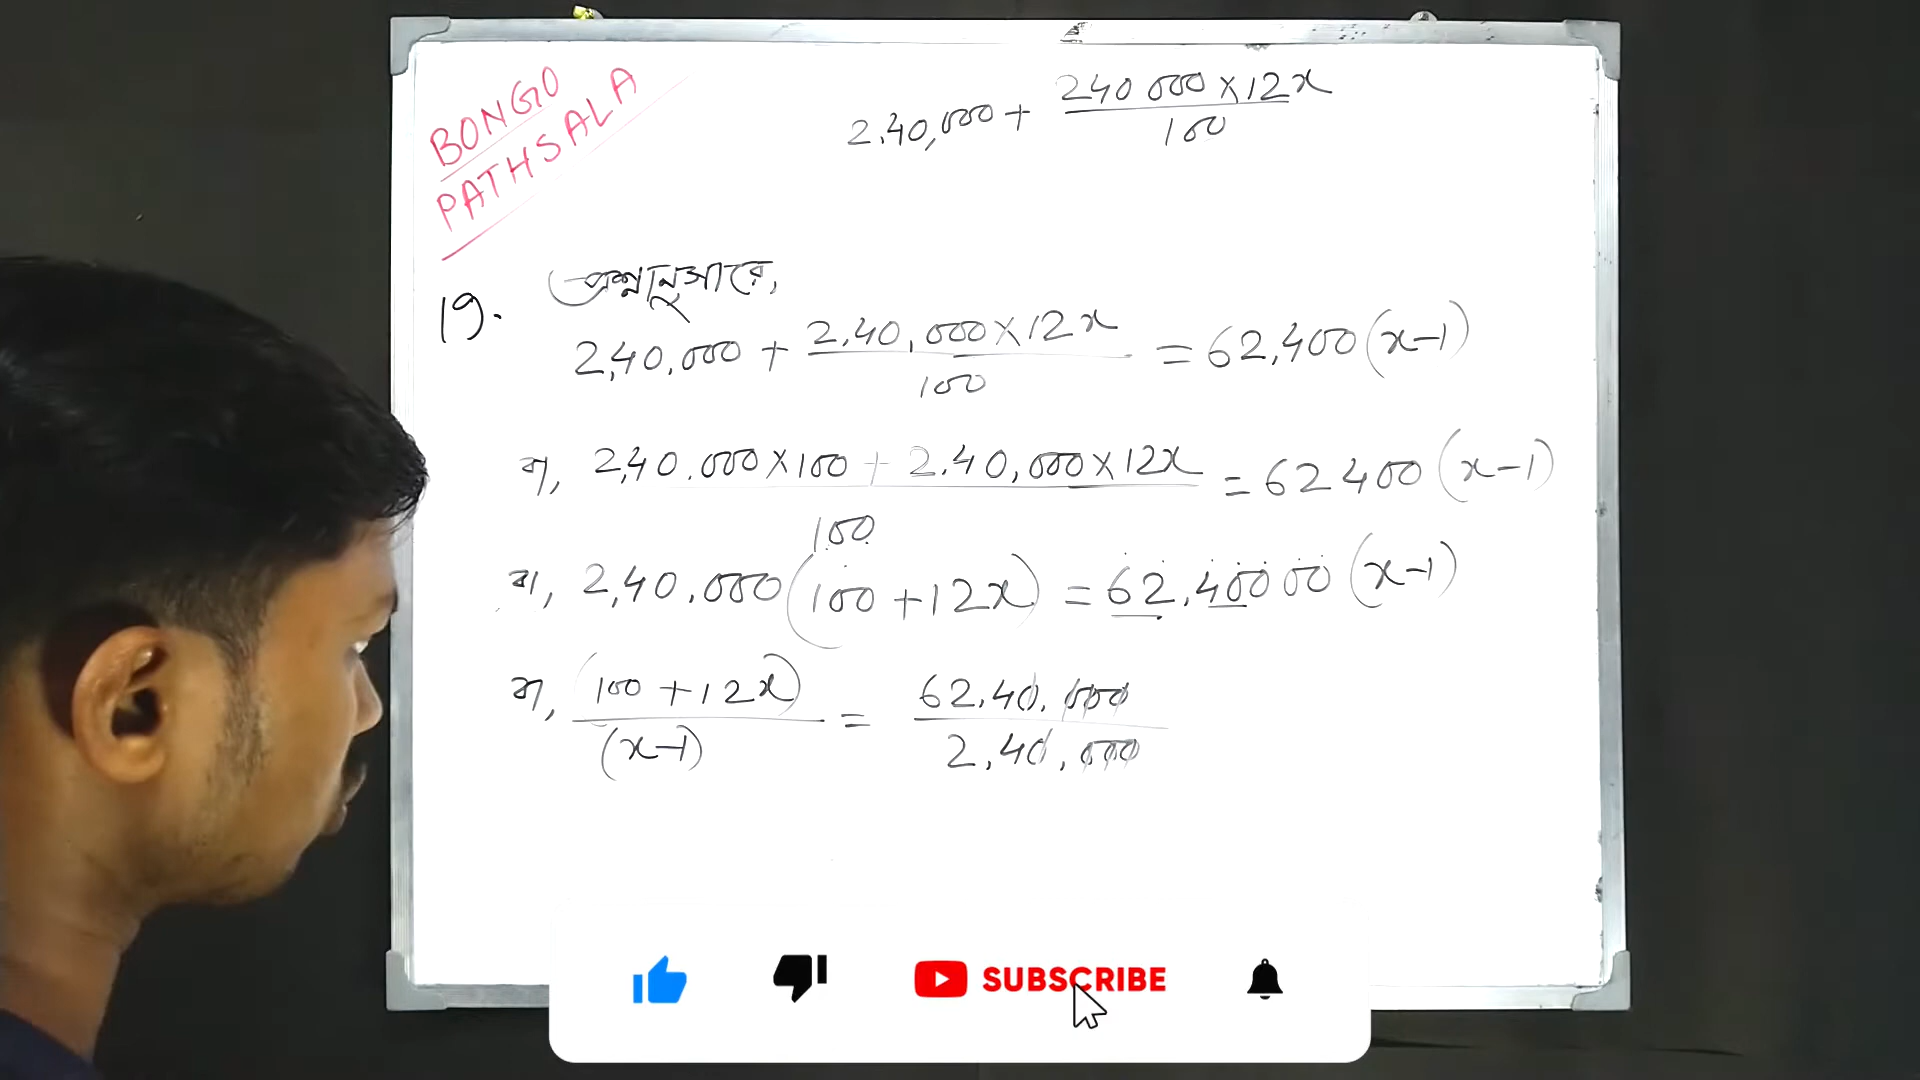 BONGO
PATHSALA
2.40,000 + 240 000 × 12x / 100
19. প্রশ্নানুসারে,
2,40,000 + 2,40,000 × 12x / 100 = 62,400 (x-1)
বা, 2,40,000 × 100 + 2,40,000 × 12x / 100 = 62400 (x-1)
বা, 2,40,000 (100 + 12x) = 62,400000 (x-1)
বা, (100 + 12x) / (x-1) = 62,40,000 / 2,40,000
SUBSCRIBE